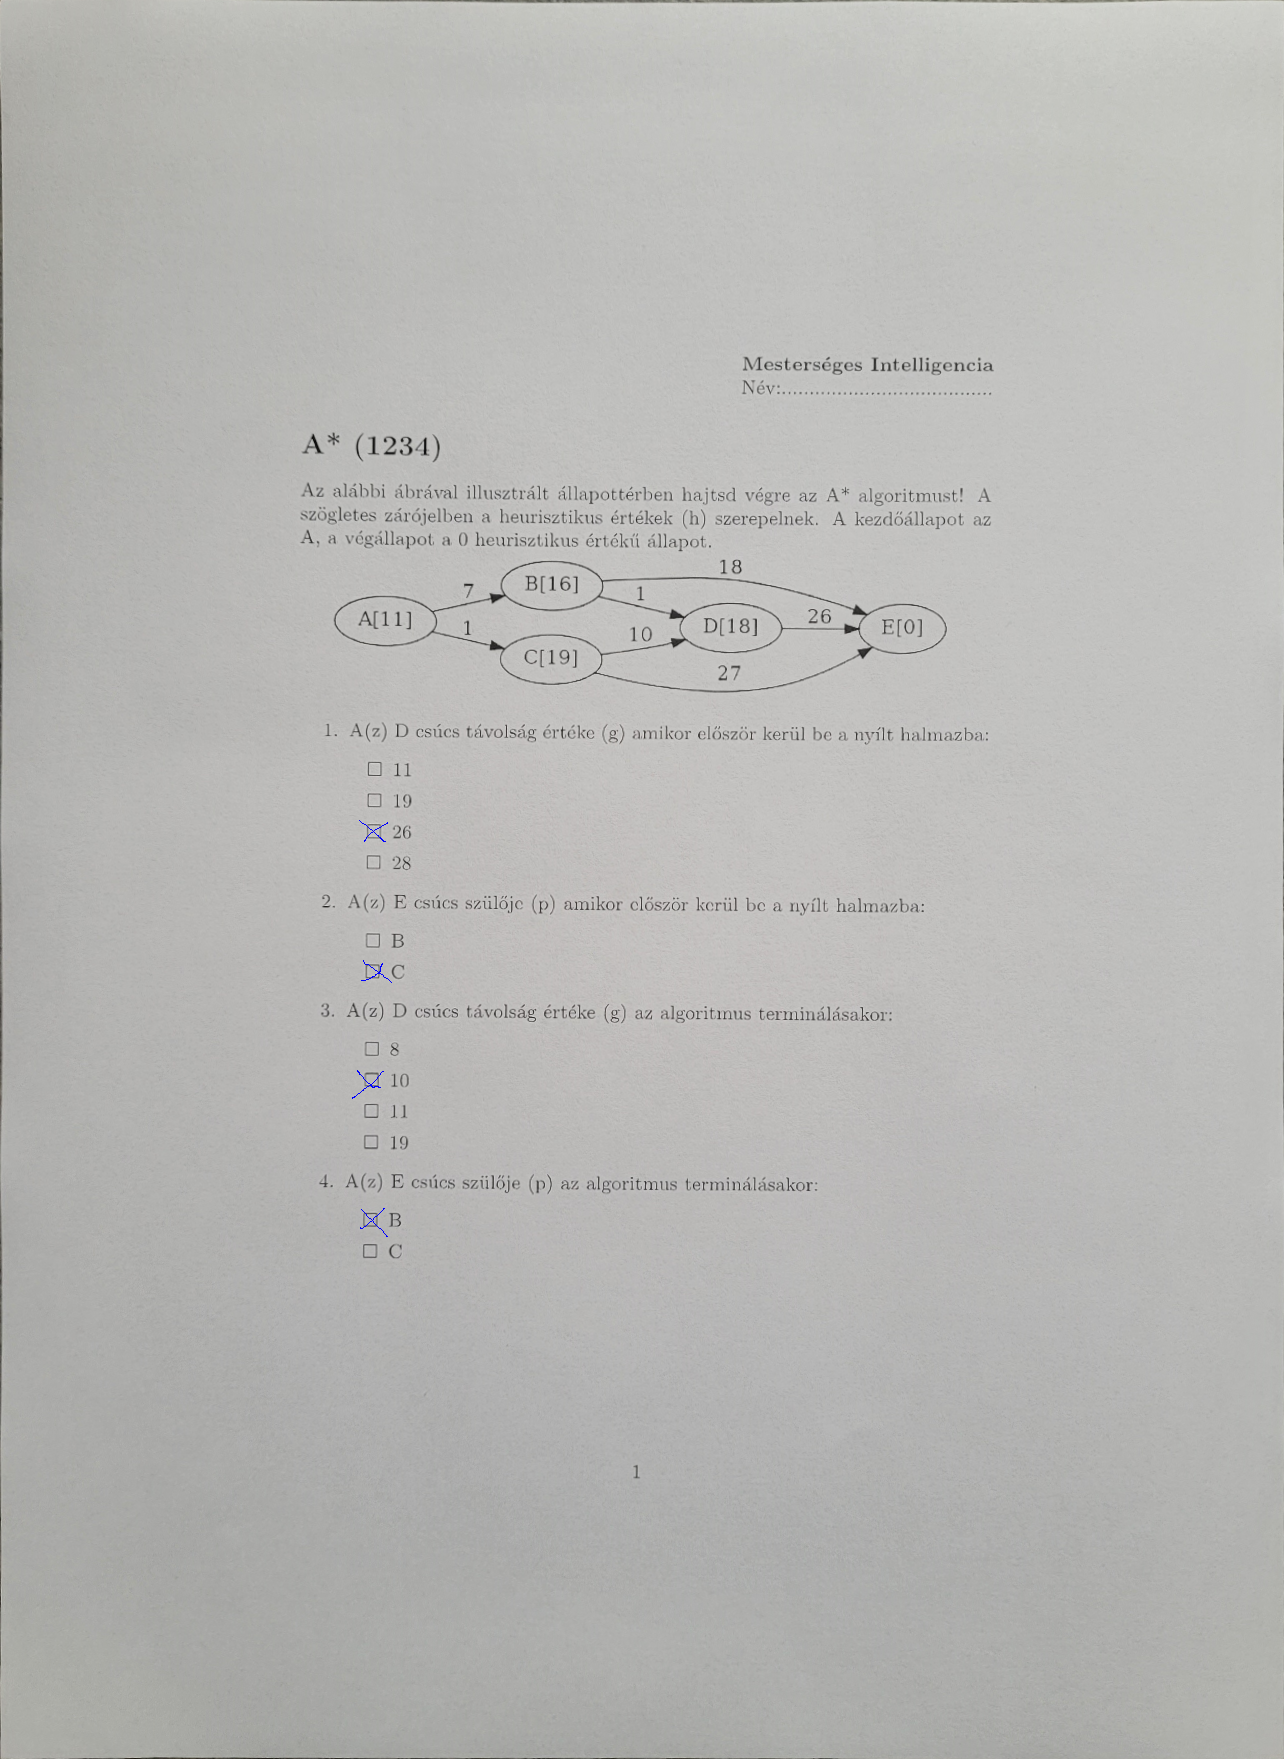 Mesterséges Intelligencia
Név:......................................
A* (1234)
Az alábbi ábrával illusztrált állapottérben hajtsd végre az A* algoritmust! A
szögletes zárójelben a heurisztikus értékek (h) szerepelnek. A kezdőállapot az
A, a végállapot a 0 heurisztikus értékű állapot.
18
7 B[16] 1
A[11] D[18] 26 E[0]
1 10
C[19] 27
1. A(z) D csúcs távolság értéke (g) amikor először kerül be a nyílt halmazba:
☐ 11
☐ 19
☒ 26
☐ 28
2. A(z) E csúcs szülője (p) amikor először kerül be a nyílt halmazba:
☐ B
☒ C
3. A(z) D csúcs távolság értéke (g) az algoritmus terminálásakor:
☐ 8
☒ 10
☐ 11
☐ 19
4. A(z) E csúcs szülője (p) az algoritmus terminálásakor:
☒ B
☐ C
1